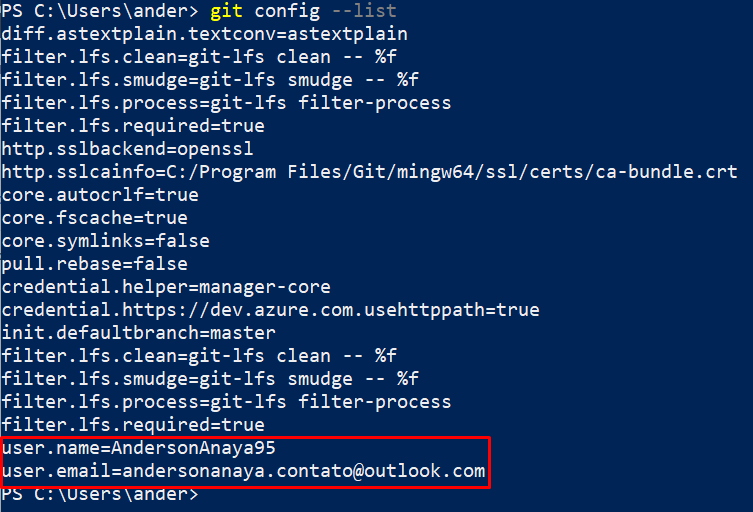 PS C:\Users\ander> git config --list
diff.astextplain.textconv=astextplain
filter.lfs.clean=git-lfs clean -- %f
filter.lfs.smudge=git-lfs smudge -- %f
filter.lfs.process=git-lfs filter-process
filter.lfs.required=true
http.sslbackend=openssl
http.sslcainfo=C:/Program Files/Git/mingw64/ssl/certs/ca-bundle.crt
core.autocrlf=true
core.fscache=true
core.symlinks=false
pull.rebase=false
credential.helper=manager-core
credential.https://dev.azure.com.usehttppath=true
init.defaultbranch=master
filter.lfs.clean=git-lfs clean -- %f
filter.lfs.smudge=git-lfs smudge -- %f
filter.lfs.process=git-lfs filter-process
filter.lfs.required=true
user.name=AndersonAnaya95
user.email=andersonanaya.contato@outlook.com
PS C:\Users\ander>